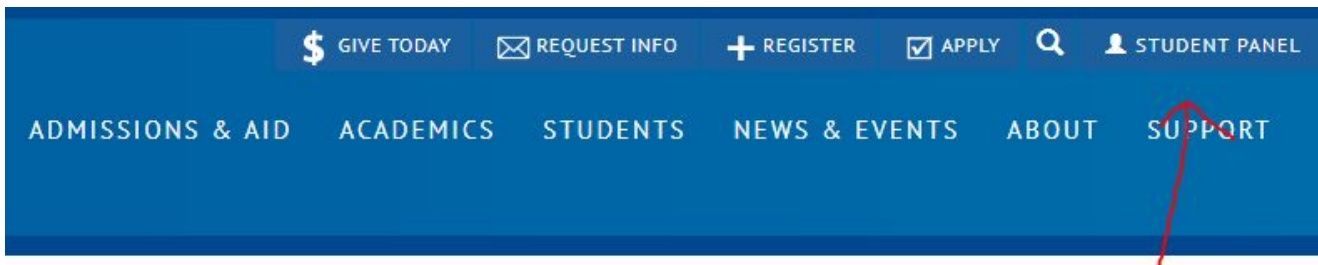 $ GIVE TODAY REQUEST INFO + REGISTER APPLY STUDENT PANEL
ADMISSIONS & AID ACADEMICS STUDENTS NEWS & EVENTS ABOUT SUPPORT